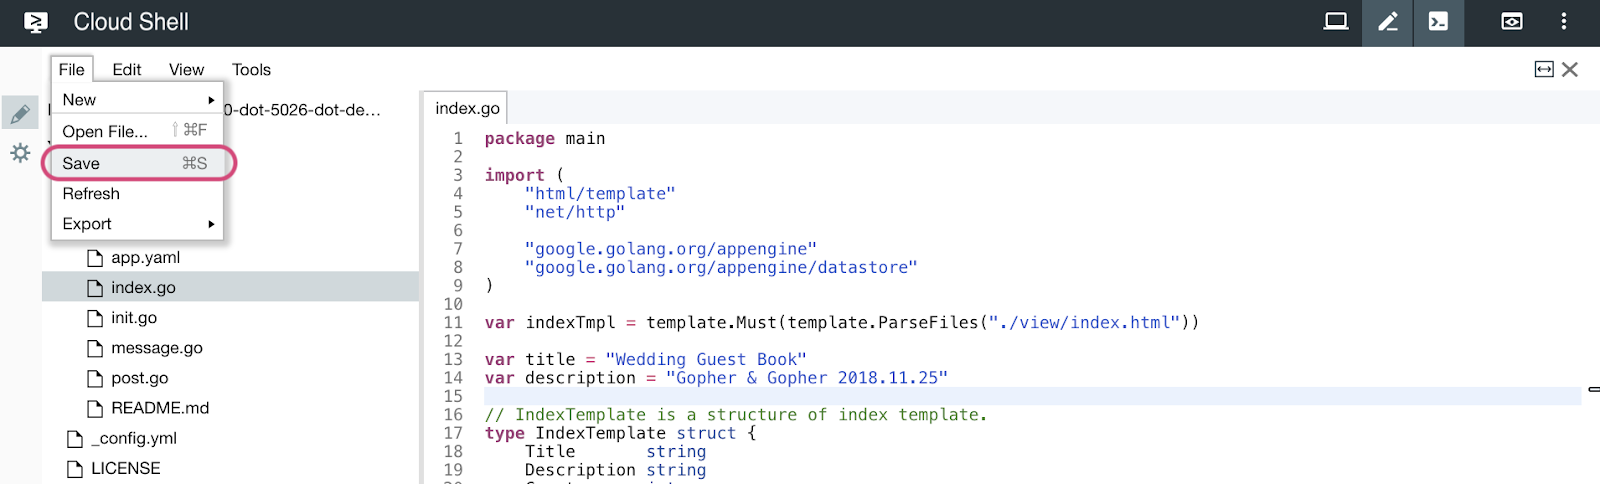 Cloud Shell
File Edit View Tools
New
0-dot-5026-dot-de...
Open File... ⇧⌘F
Save ⌘S
Refresh
Export
app.yaml
index.go
init.go
message.go
post.go
README.md
_config.yml
LICENSE
index.go
1 package main
2
3 import (
4 "html/template"
5 "net/http"
6
7 "google.golang.org/appengine"
8 "google.golang.org/appengine/datastore"
9 )
10
11 var indexTmpl = template.Must(template.ParseFiles("./view/index.html"))
12
13 var title = "Wedding Guest Book"
14 var description = "Gopher & Gopher 2018.11.25"
15
16 // IndexTemplate is a structure of index template.
17 type IndexTemplate struct {
18 Title string
19 Description string